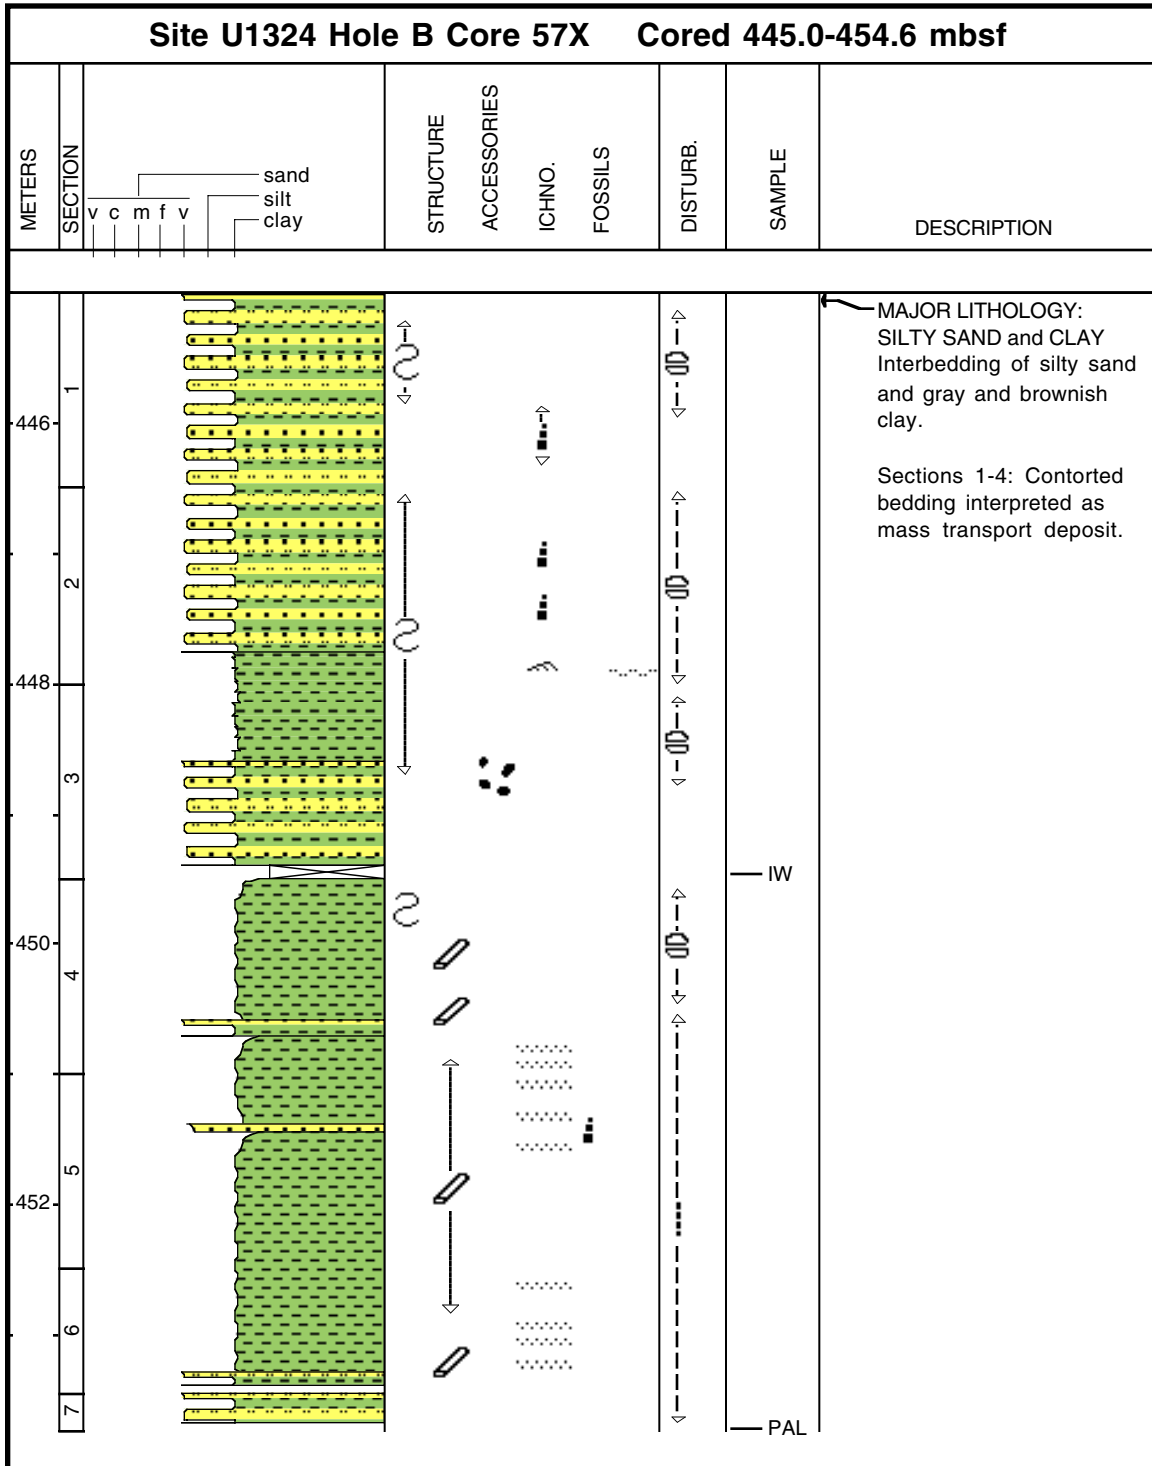 Site U1324 Hole B Core 57X Cored 445.0-454.6 mbsf
METERS
SECTION
v c m f v
sand
silt
clay
STRUCTURE
ACCESSORIES
ICHNO.
FOSSILS
DISTURB.
SAMPLE
DESCRIPTION
MAJOR LITHOLOGY:
SILTY SAND and CLAY
Interbedding of silty sand
and gray and brownish
clay.
Sections 1-4: Contorted
bedding interpreted as
mass transport deposit.
1
446
2
448
3
IW
450
4
5
452
6
7
PAL